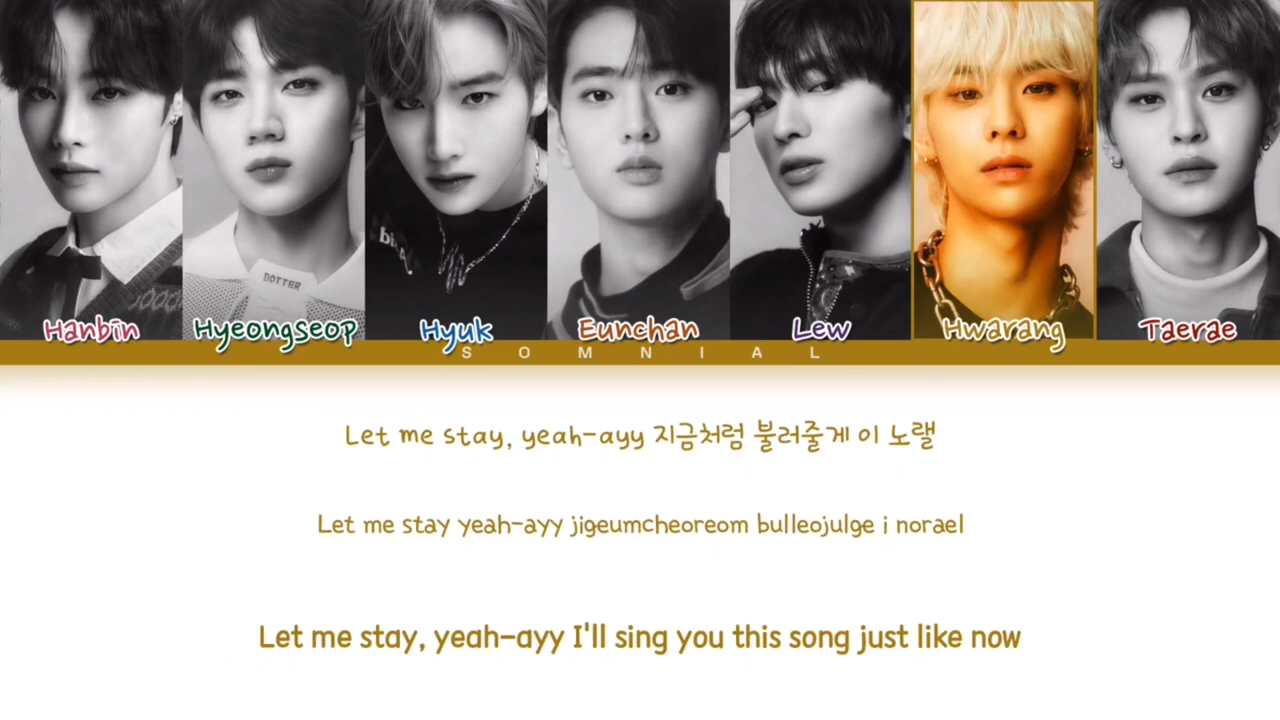 BOTTER
Hanbin Hyeongseop Hyuk Eunchan Lew Hwarang Taerae
SOMNIAL
Let me stay, yeah-ayy 지금처럼 불러줄게 이 노랠
Let me stay yeah-ayy jigeumcheoreom bulleojulge i norael
Let me stay, yeah-ayy I'll sing you this song just like now